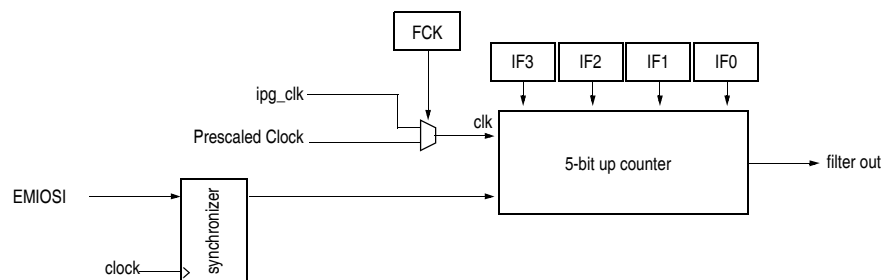 FCK
IF3
IF2
IF1
IF0
ipg_clk
clk
Prescaled Clock
5-bit up counter
filter out
EMIOSI
synchronizer
clock